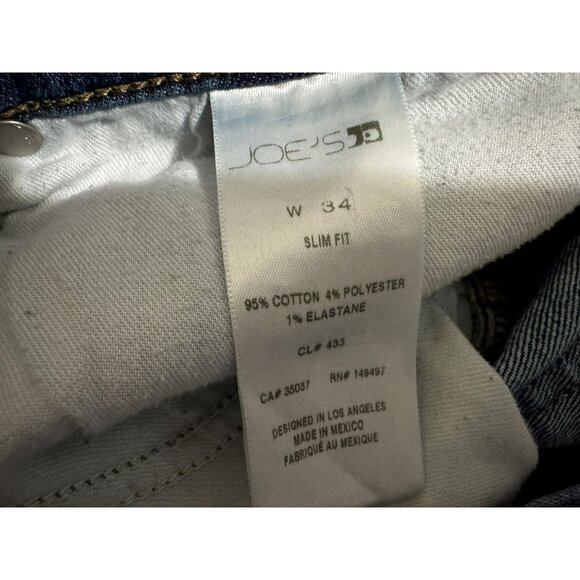 JOE'S
W 34
SLIM FIT
95% COTTON 4% POLYESTER
1% ELASTANE
CL# 433
CA# 35037 RN# 149497
DESIGNED IN LOS ANGELES
MADE IN MEXICO
FABRIQUÉ AU MEXIQUE